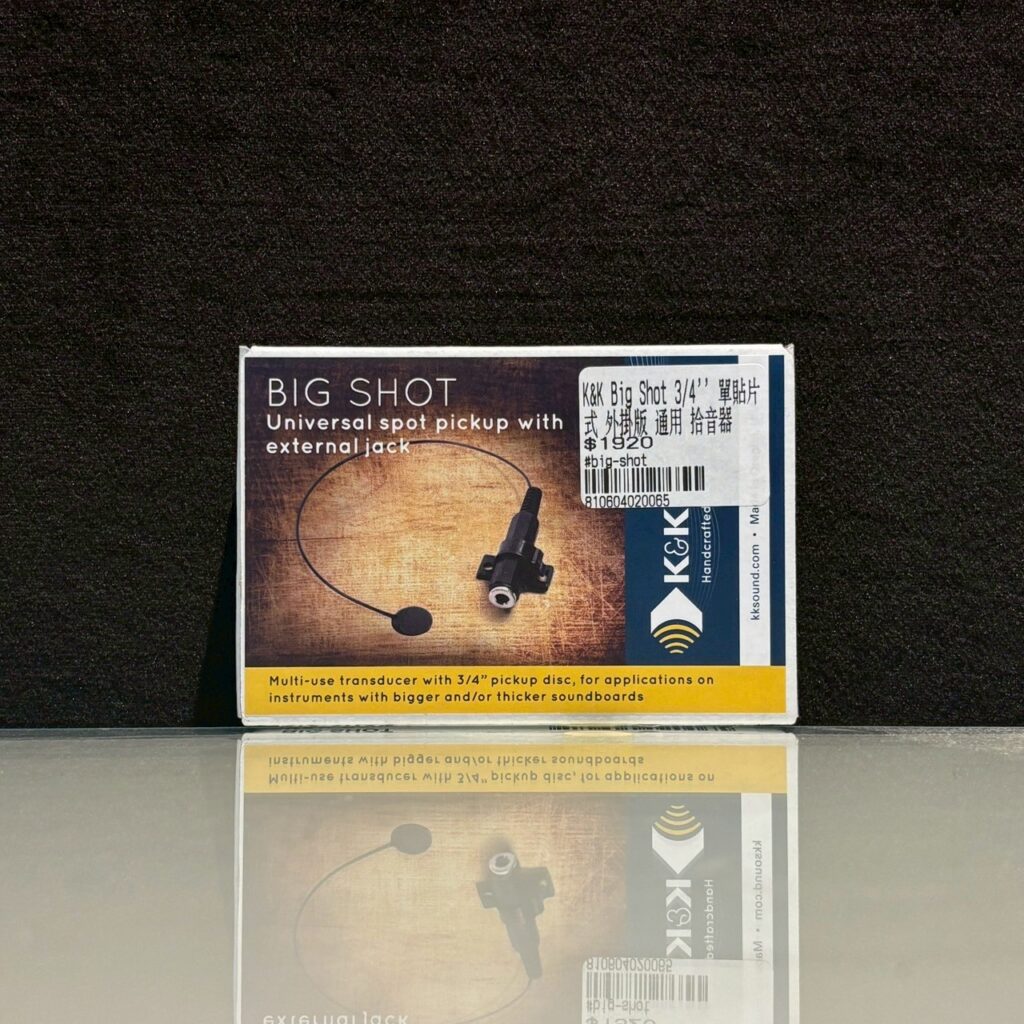 BIG SHOT
Universal spot pickup with
external jack
K&K Big Shot 3/4'' 單貼片
式 外掛版 通用 拾音器
$1920
#big-shot
810604020065
K&K
Handcrafted
kksound.com • Ma
Multi-use transducer with 3/4" pickup disc, for applications on
instruments with bigger and/or thicker soundboards